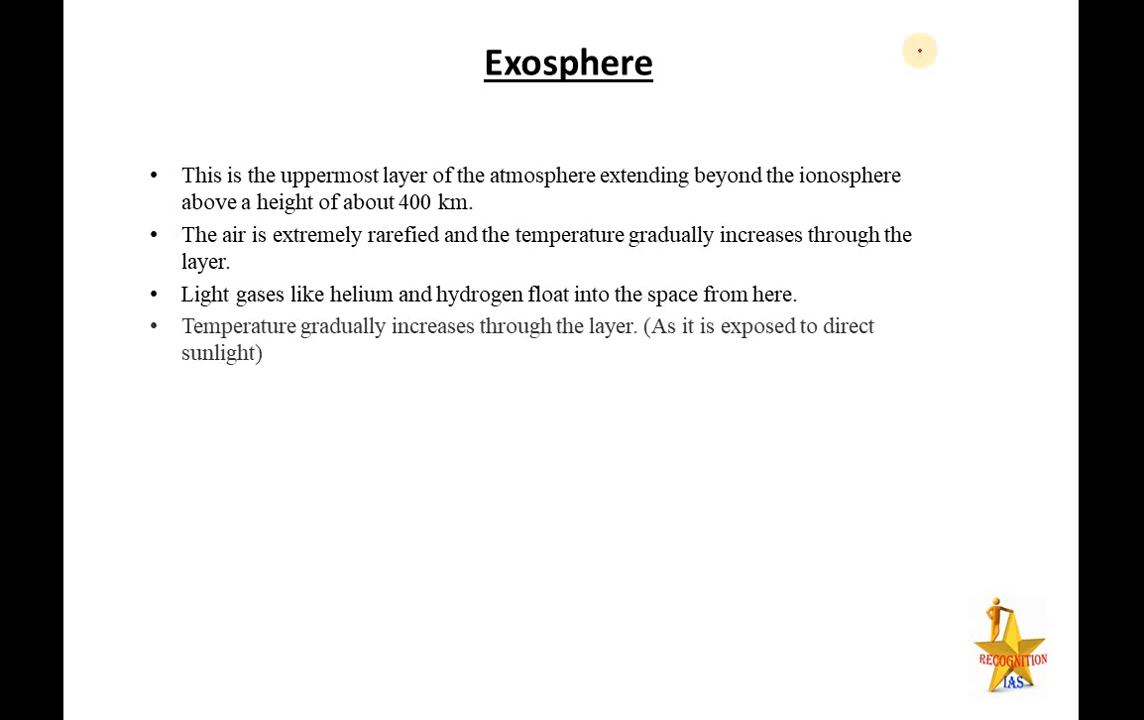 Exosphere
• This is the uppermost layer of the atmosphere extending beyond the ionosphere
above a height of about 400 km.
• The air is extremely rarefied and the temperature gradually increases through the
layer.
• Light gases like helium and hydrogen float into the space from here.
• Temperature gradually increases through the layer. (As it is exposed to direct
sunlight)
RECOGNITION
IAS